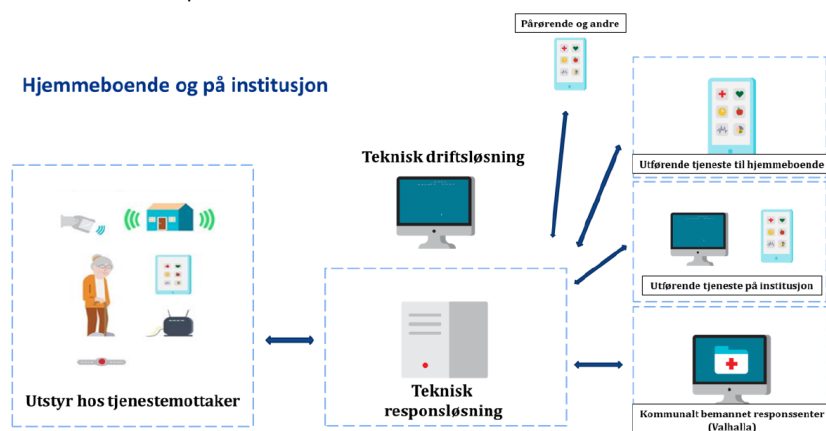 Pårørende og andre
Hjemmeboende og på institusjon
Teknisk driftsløsning
Utførende tjeneste til hjemmeboende
Utførende tjeneste på institusjon
Utstyr hos tjenestemottaker
Teknisk
responsløsning
Kommunalt bemannet responssenter
(Valhalla)